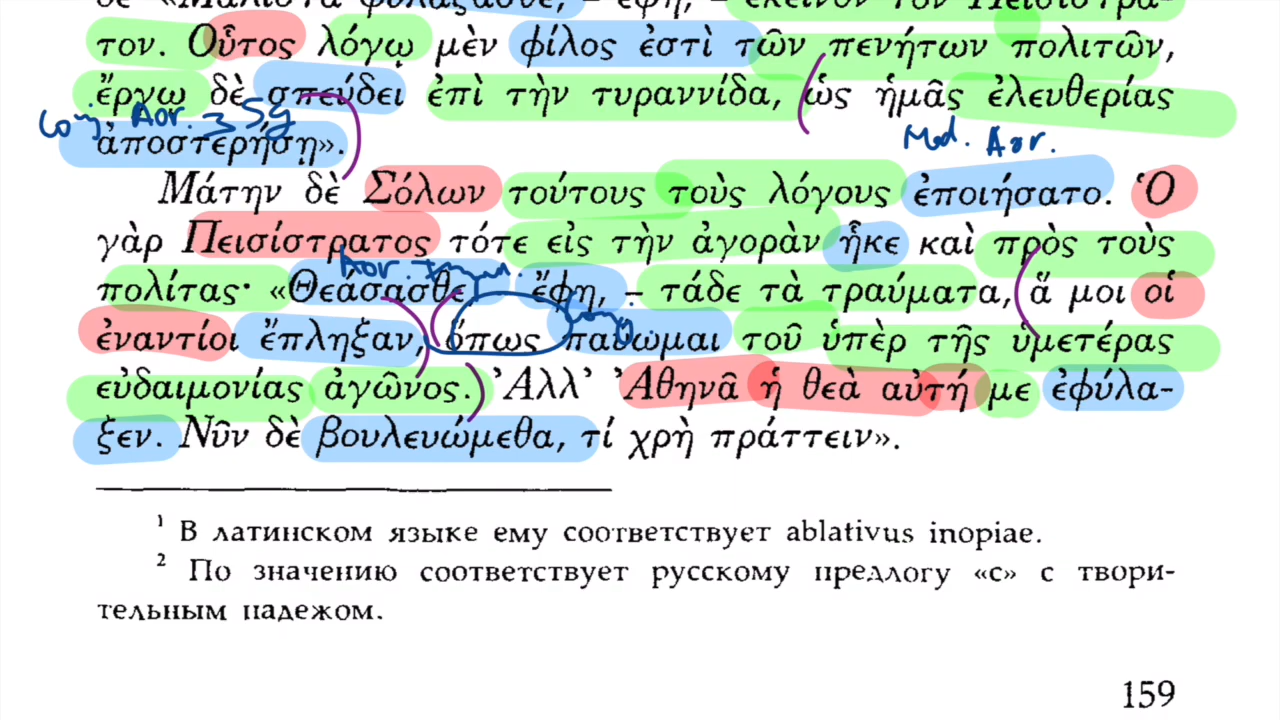 δὲ «Μάλιστα φυλάξασθε, – ἔφη, – ἐκεῖνον τὸν Πεισίστρα-
τον. Οὗτος λόγῳ μὲν φίλος ἐστὶ τῶν πενήτων πολιτῶν,
ἔργῳ δὲ σπεύδει ἐπὶ τὴν τυραννίδα, ὡς ἡμᾶς ἐλευθερίας
Conj. Aor. 3 Sg
ἀποστερήσῃ».
Med. Aor.
Μάτην δὲ Σόλων τούτους τοὺς λόγους ἐποιήσατο. Ὁ
γὰρ Πεισίστρατος τότε εἰς τὴν ἀγορὰν ἧκε καὶ πρὸς τοὺς
Aor.
πολίτας· «Θεάσασθε, – ἔφη, – τάδε τὰ τραύματα, ἅ μοι οἱ
ἐναντίοι ἔπληξαν, ὅπως παύωμαι τοῦ ὑπὲρ τῆς ὑμετέρας
εὐδαιμονίας ἀγῶνος. Ἀλλ' Ἀθηνᾶ ἡ θεὰ αὐτή με ἐφύλα-
ξεν. Νῦν δὲ βουλευώμεθα, τί χρὴ πράττειν».
1 В латинском языке ему соответствует ablativus inopiae.
2 По значению соответствует русскому предлогу «с» с твори-
тельным падежом.
159